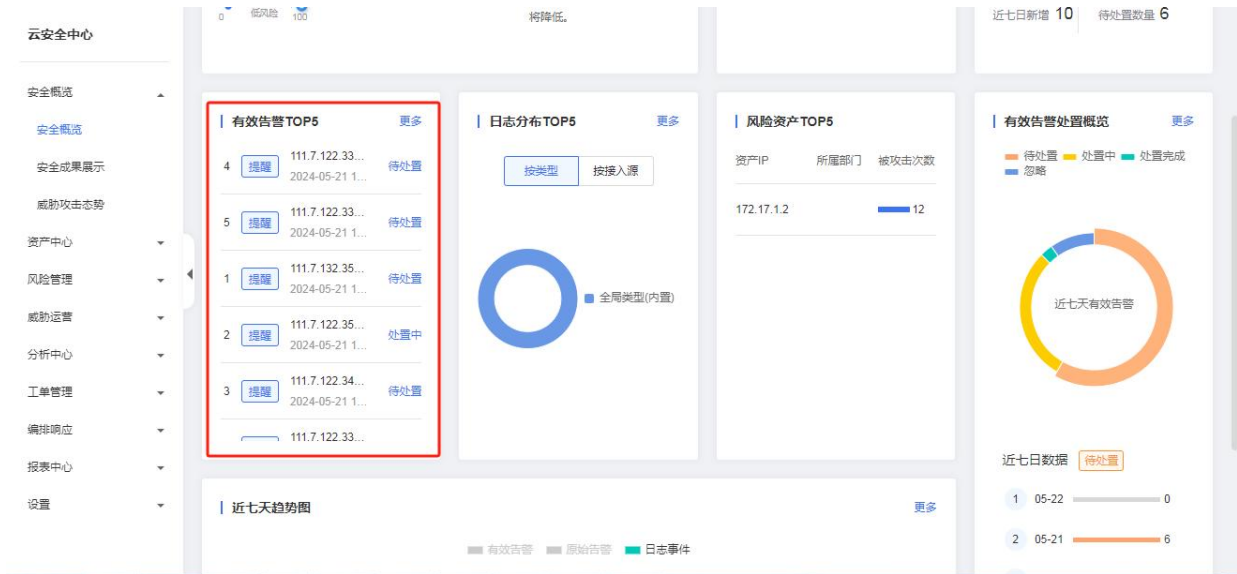 云安全中心
安全概览
安全概览
安全成果展示
威胁攻击态势
资产中心
风险管理
威胁运营
分析中心
工单管理
编排响应
报表中心
设置
0 低风险 100
将降低。
近七日新增 10 待处置数量 6
有效告警TOP5 更多
4 提醒 111.7.122.33... 待处置
2024-05-21 1...
5 提醒 111.7.122.33... 待处置
2024-05-21 1...
1 提醒 111.7.132.35... 待处置
2024-05-21 1...
2 提醒 111.7.122.35... 处置中
2024-05-21 1...
3 提醒 111.7.122.34... 待处置
2024-05-21 1...
111.7.122.33...
日志分布TOP5 更多
按类型 按接入源
全局类型(内置)
风险资产TOP5
资产IP 所属部门 被攻击次数
172.17.1.2 12
有效告警处置概览 更多
待处置 处置中 处置完成
忽略
近七天有效告警
近七日数据 待处置
1 05-22 0
2 05-21 6
近七天趋势图 更多
有效告警 原始告警 日志事件